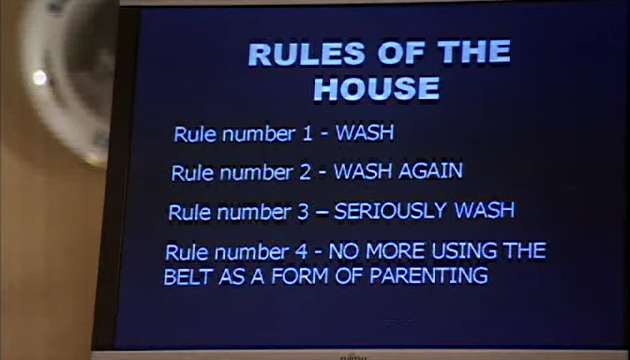 RULES OF THE
HOUSE
Rule number 1 - WASH
Rule number 2 - WASH AGAIN
Rule number 3 – SERIOUSLY WASH
Rule number 4 - NO MORE USING THE
BELT AS A FORM OF PARENTING
FUJITSU